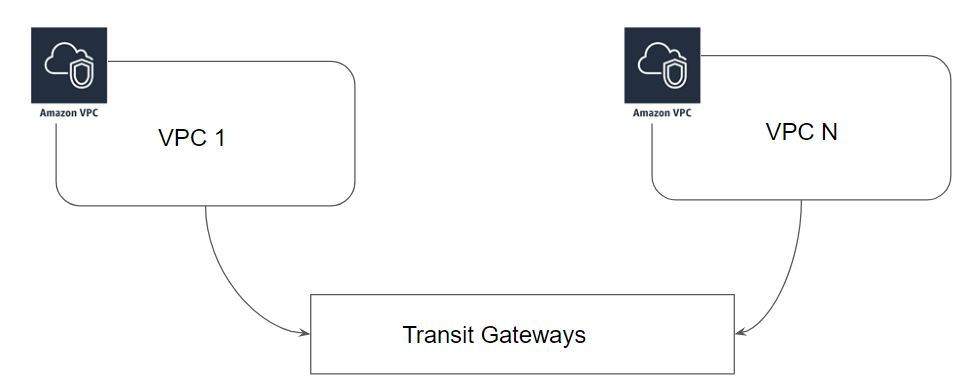 Amazon VPC
VPC 1
Amazon VPC
VPC N
Transit Gateways